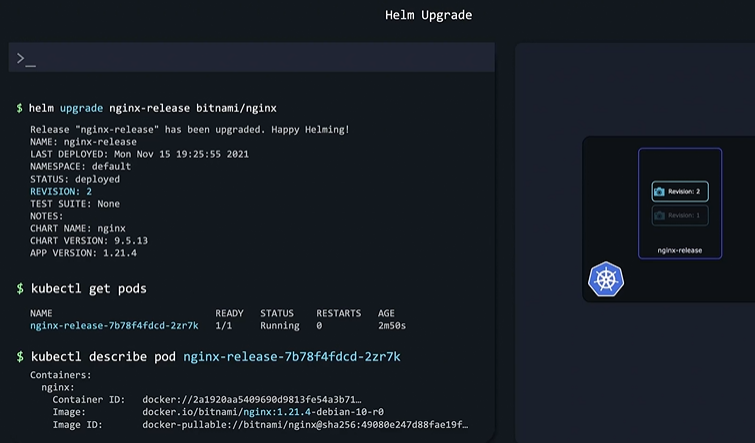 Helm Upgrade
>_
$ helm upgrade nginx-release bitnami/nginx
Release "nginx-release" has been upgraded. Happy Helming!
NAME: nginx-release
LAST DEPLOYED: Mon Nov 15 19:25:55 2021
NAMESPACE: default
STATUS: deployed
REVISION: 2
TEST SUITE: None
NOTES:
CHART NAME: nginx
CHART VERSION: 9.5.13
APP VERSION: 1.21.4
$ kubectl get pods
NAME READY STATUS RESTARTS AGE
nginx-release-7b78f4fdcd-2zr7k 1/1 Running 0 2m50s
$ kubectl describe pod nginx-release-7b78f4fdcd-2zr7k
Containers:
nginx:
Container ID: docker://2a1920aa5409690d9813fe54a3b71…
Image: docker.io/bitnami/nginx:1.21.4-debian-10-r0
Image ID: docker-pullable://bitnami/nginx@sha256:49080e247d88fae19f…
Revision: 2
Revision: 1
nginx-release